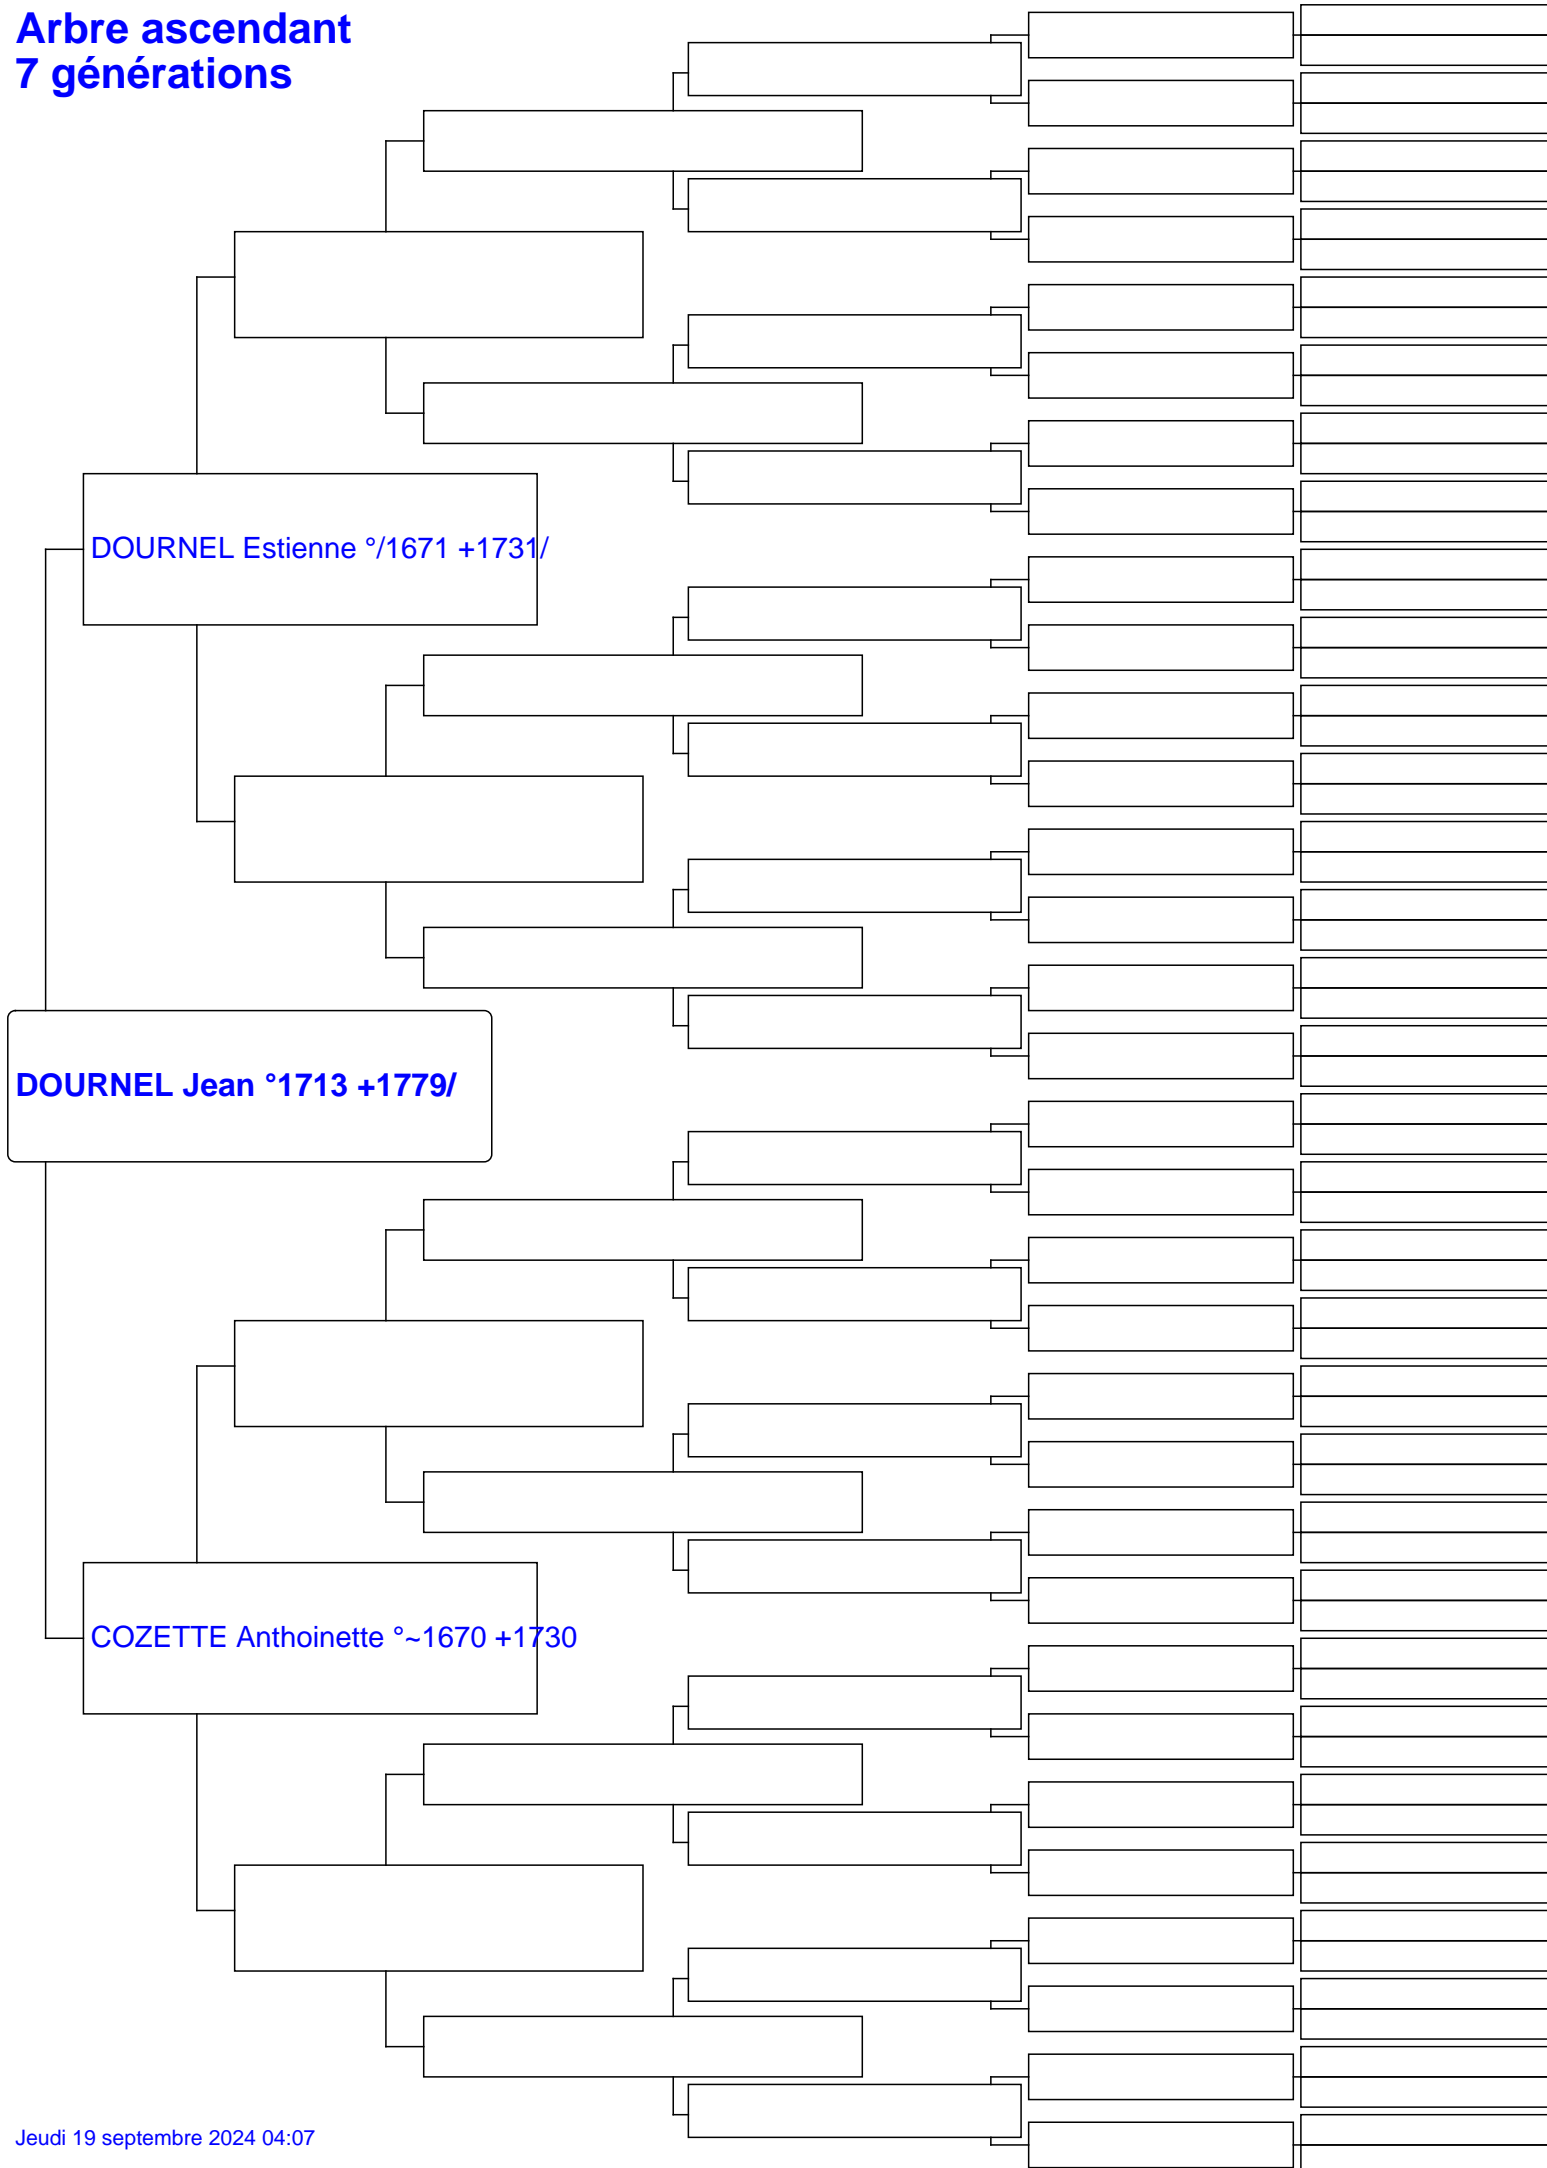 Arbre ascendant
7 générations
DOURNEL Estienne °/1671 +1731/
DOURNEL Jean °1713 +1779/
COZETTE Anthoinette °~1670 +1730
Jeudi 19 septembre 2024 04:07